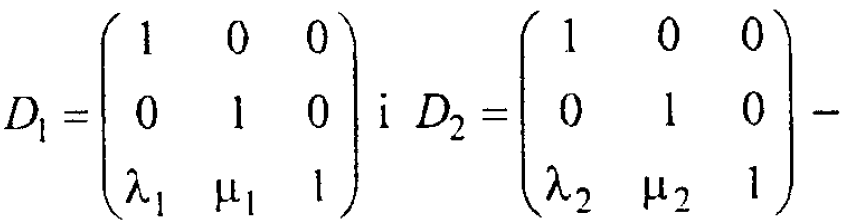 D₁ = ( 1 0 0 ) і D₂ = ( 1 0 0 ) –
0 1 0 0 1 0
λ₁ μ₁ 1 λ₂ μ₂ 1